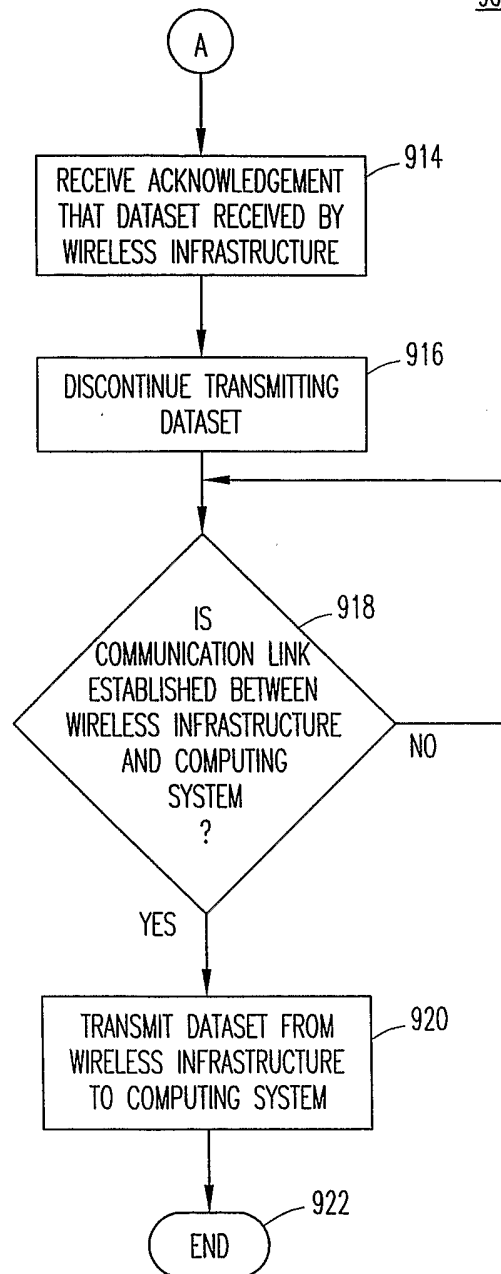 A
914
RECEIVE ACKNOWLEDGEMENT
THAT DATASET RECEIVED BY
WIRELESS INFRASTRUCTURE
916
DISCONTINUE TRANSMITTING
DATASET
918
IS
COMMUNICATION LINK
ESTABLISHED BETWEEN
WIRELESS INFRASTRUCTURE
AND COMPUTING
SYSTEM
?
NO
YES
920
TRANSMIT DATASET FROM
WIRELESS INFRASTRUCTURE
TO COMPUTING SYSTEM
922
END